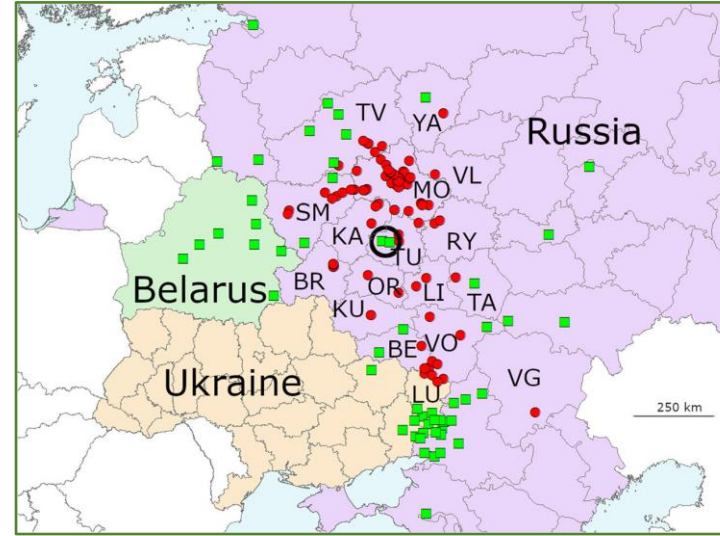 TV
YA
Russia
VL
MO
SM
KA
TU
RY
BR
OR
LI
TA
Belarus
KU
BE
VO
VG
Ukraine
LU
250 km